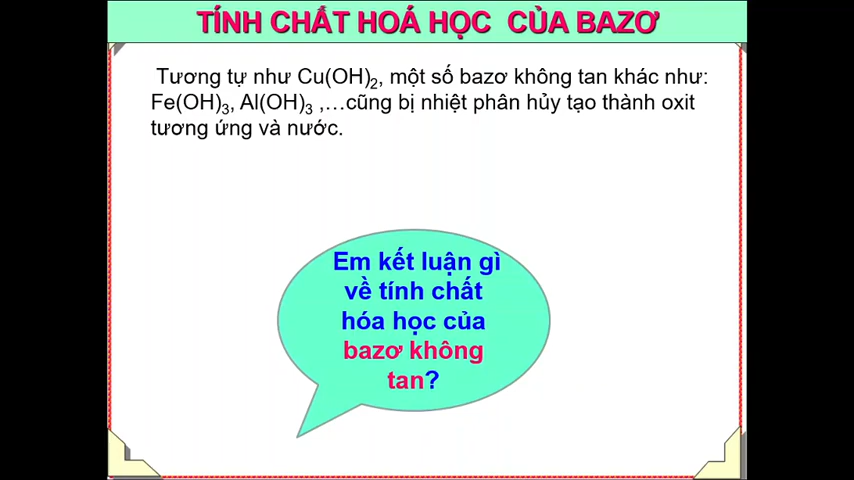 TÍNH CHẤT HOÁ HỌC CỦA BAZƠ
Tương tự như Cu(OH)₂, một số bazơ không tan khác như:
Fe(OH)₃, Al(OH)₃ ,…cũng bị nhiệt phân hủy tạo thành oxit
tương ứng và nước.
Em kết luận gì
về tính chất
hóa học của
bazơ không
tan?